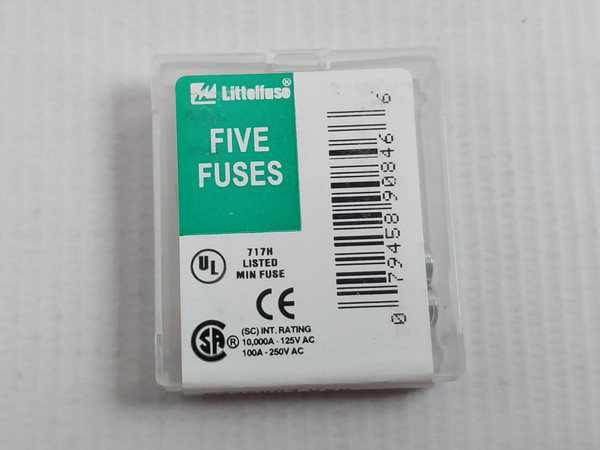 Littelfuse®
FIVE
FUSES
UL
717H
LISTED
MIN FUSE
CE
SA ®
(SC) INT. RATING
10,000A - 125V AC
100A - 250V AC
0 79458 90846 6